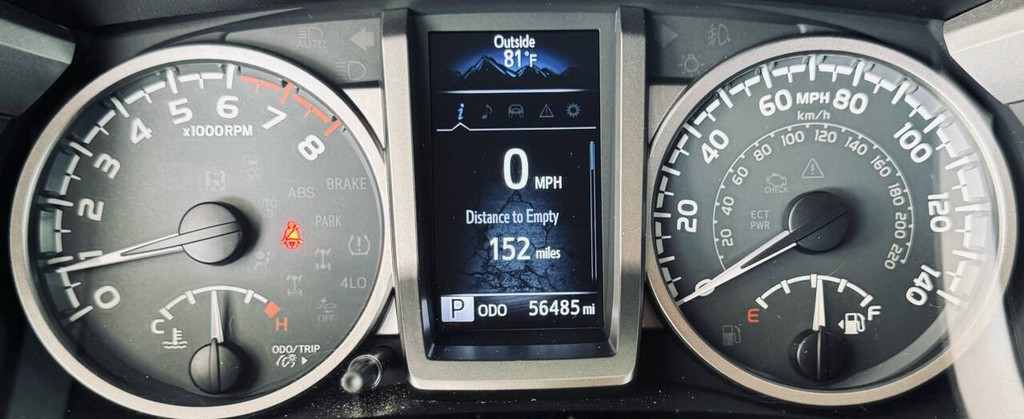 AUTO
0
1
2
3
4
5
6
7
8
x1000RPM
ABS
BRAKE
PARK
4LO
OFF
C
H
ODO/TRIP
Outside
81°F
i
0 MPH
Distance to Empty
152 miles
P ODO 56485 mi
0
20
40
60 MPH 80
100
120
140
km/h
20
40
60
80
100
120
140
160
180
200
220
CHECK
ECT
PWR
E
F